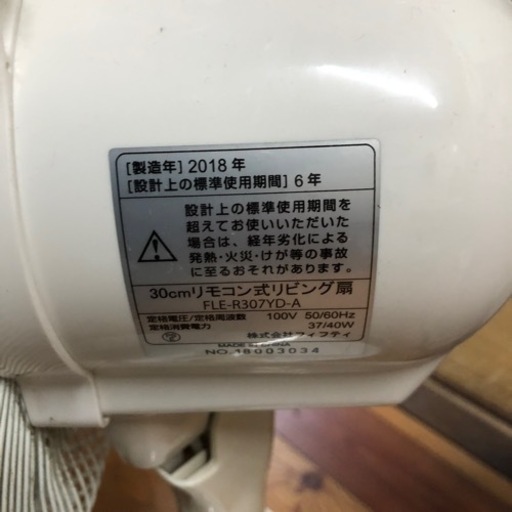 [製造年] 2018 年
[設計上の標準使用期間] 6 年
設計上の標準使用期間を
超えてお使いいただいた
場合は、経年劣化による
発熱・火災・けが等の事故
に至るおそれがあります。
30cmリモコン式リビング扇
FLE-R307YD-A
定格電圧/定格周波数 100V 50/60Hz
定格消費電力 37/40W
株式会社フィフティ
MADE IN CHINA
NO.18003034